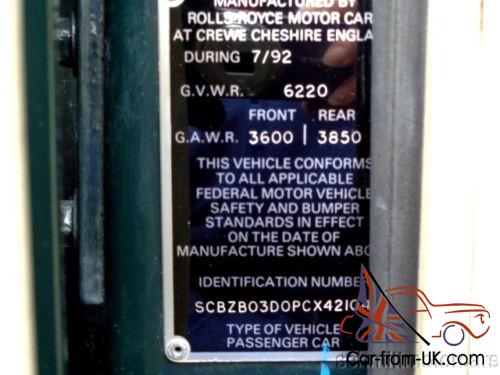 MANUFACTURED BY
ROLLS-ROYCE MOTOR CAR
AT CREWE CHESHIRE ENGLA
DURING 7/92
G.V.W.R. 6220
FRONT REAR
G.A.W.R. 3600 | 3850
THIS VEHICLE CONFORMS
TO ALL APPLICABLE
FEDERAL MOTOR VEHICLE
SAFETY AND BUMPER
STANDARDS IN EFFECT
ON THE DATE OF
MANUFACTURE SHOWN ABO
IDENTIFICATION NUMBER
SCBZB03D0PCX42104
TYPE OF VEHICLE
PASSENGER CAR
Car-from-UK.com